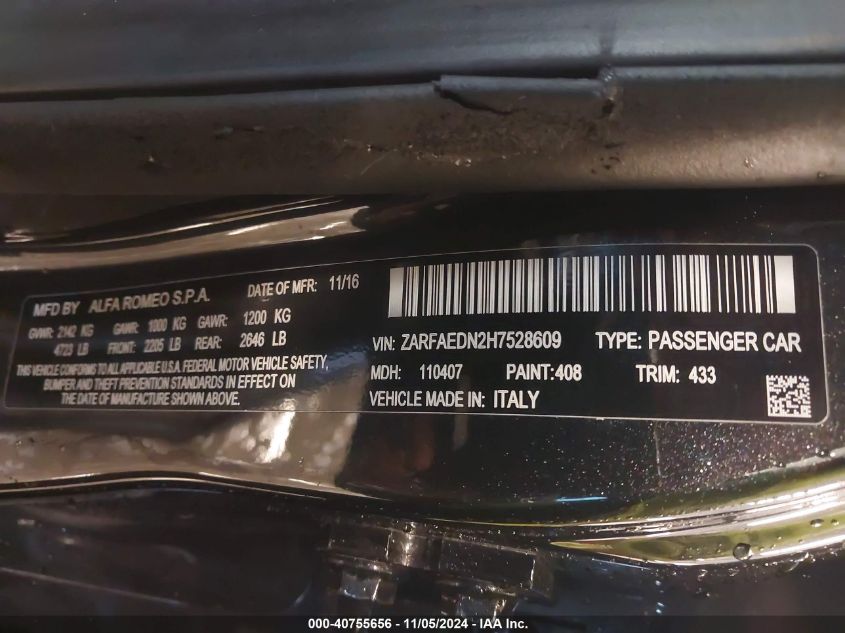 MFD BY ALFA ROMEO S.P.A. DATE OF MFR: 11/16
GVWR: 2142 KG GAWR: 1000 KG GAWR: 1200 KG
4723 LB FRONT: 2205 LB REAR: 2646 LB
THIS VEHICLE CONFORMS TO ALL APPLICABLE U.S.A. FEDERAL MOTOR VEHICLE SAFETY,
BUMPER AND THEFT PREVENTION STANDARDS IN EFFECT ON
THE DATE OF MANUFACTURE SHOWN ABOVE.
VIN: ZARFAEDN2H7528609 TYPE: PASSENGER CAR
MDH: 110407 PAINT: 408 TRIM: 433
VEHICLE MADE IN: ITALY
000-40755656 - 11/05/2024 - IAA Inc.